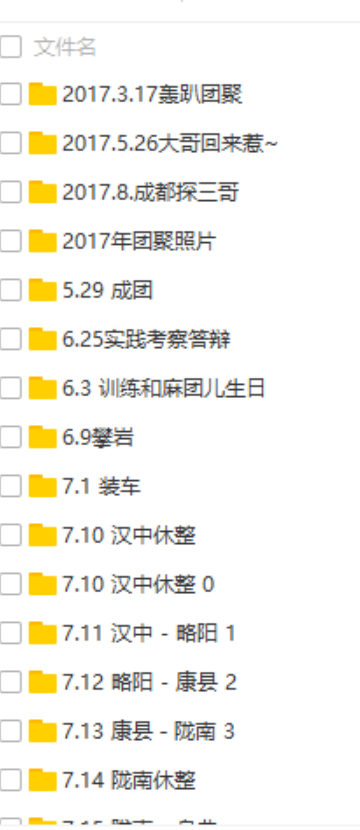 文件名
2017.3.17轰趴团聚
2017.5.26大哥回来惹~
2017.8.成都探三哥
2017年团聚照片
5.29 成团
6.25实践考察答辩
6.3 训练和麻团儿生日
6.9攀岩
7.1 装车
7.10 汉中休整
7.10 汉中休整 0
7.11 汉中 - 略阳 1
7.12 略阳 - 康县 2
7.13 康县 - 陇南 3
7.14 陇南休整